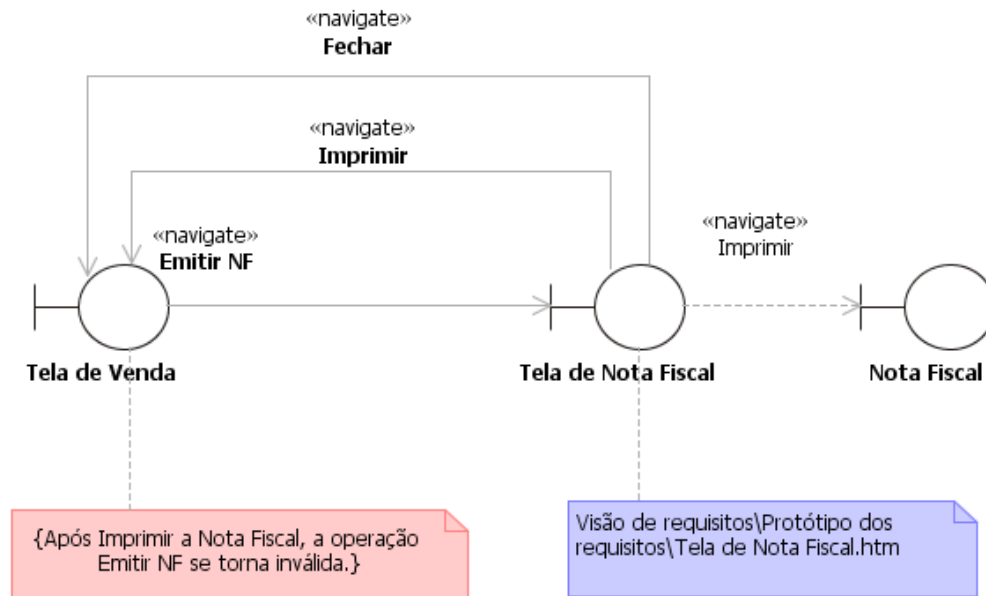 «navigate»
Fechar
«navigate»
Imprimir
«navigate»
Emitir NF
«navigate»
Imprimir
Tela de Venda
Tela de Nota Fiscal
Nota Fiscal
{Após Imprimir a Nota Fiscal, a operação
Emitir NF se torna inválida.}
Visão de requisitos\Protótipo dos
requisitos\Tela de Nota Fiscal.htm